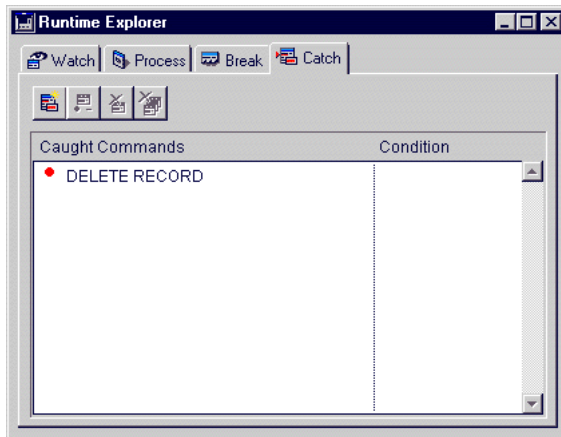 Runtime Explorer
Watch Process Break Catch
Caught Commands Condition
DELETE RECORD